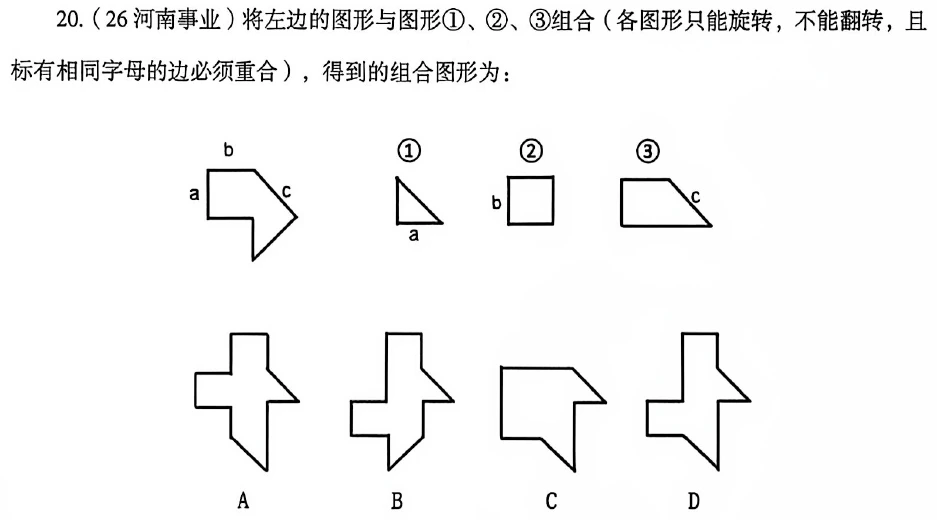 20.（26河南事业）将左边的图形与图形①、②、③组合（各图形只能旋转，不能翻转，且
标有相同字母的边必须重合），得到的组合图形为：
b ① ② ③
a c b c
a
A B C D